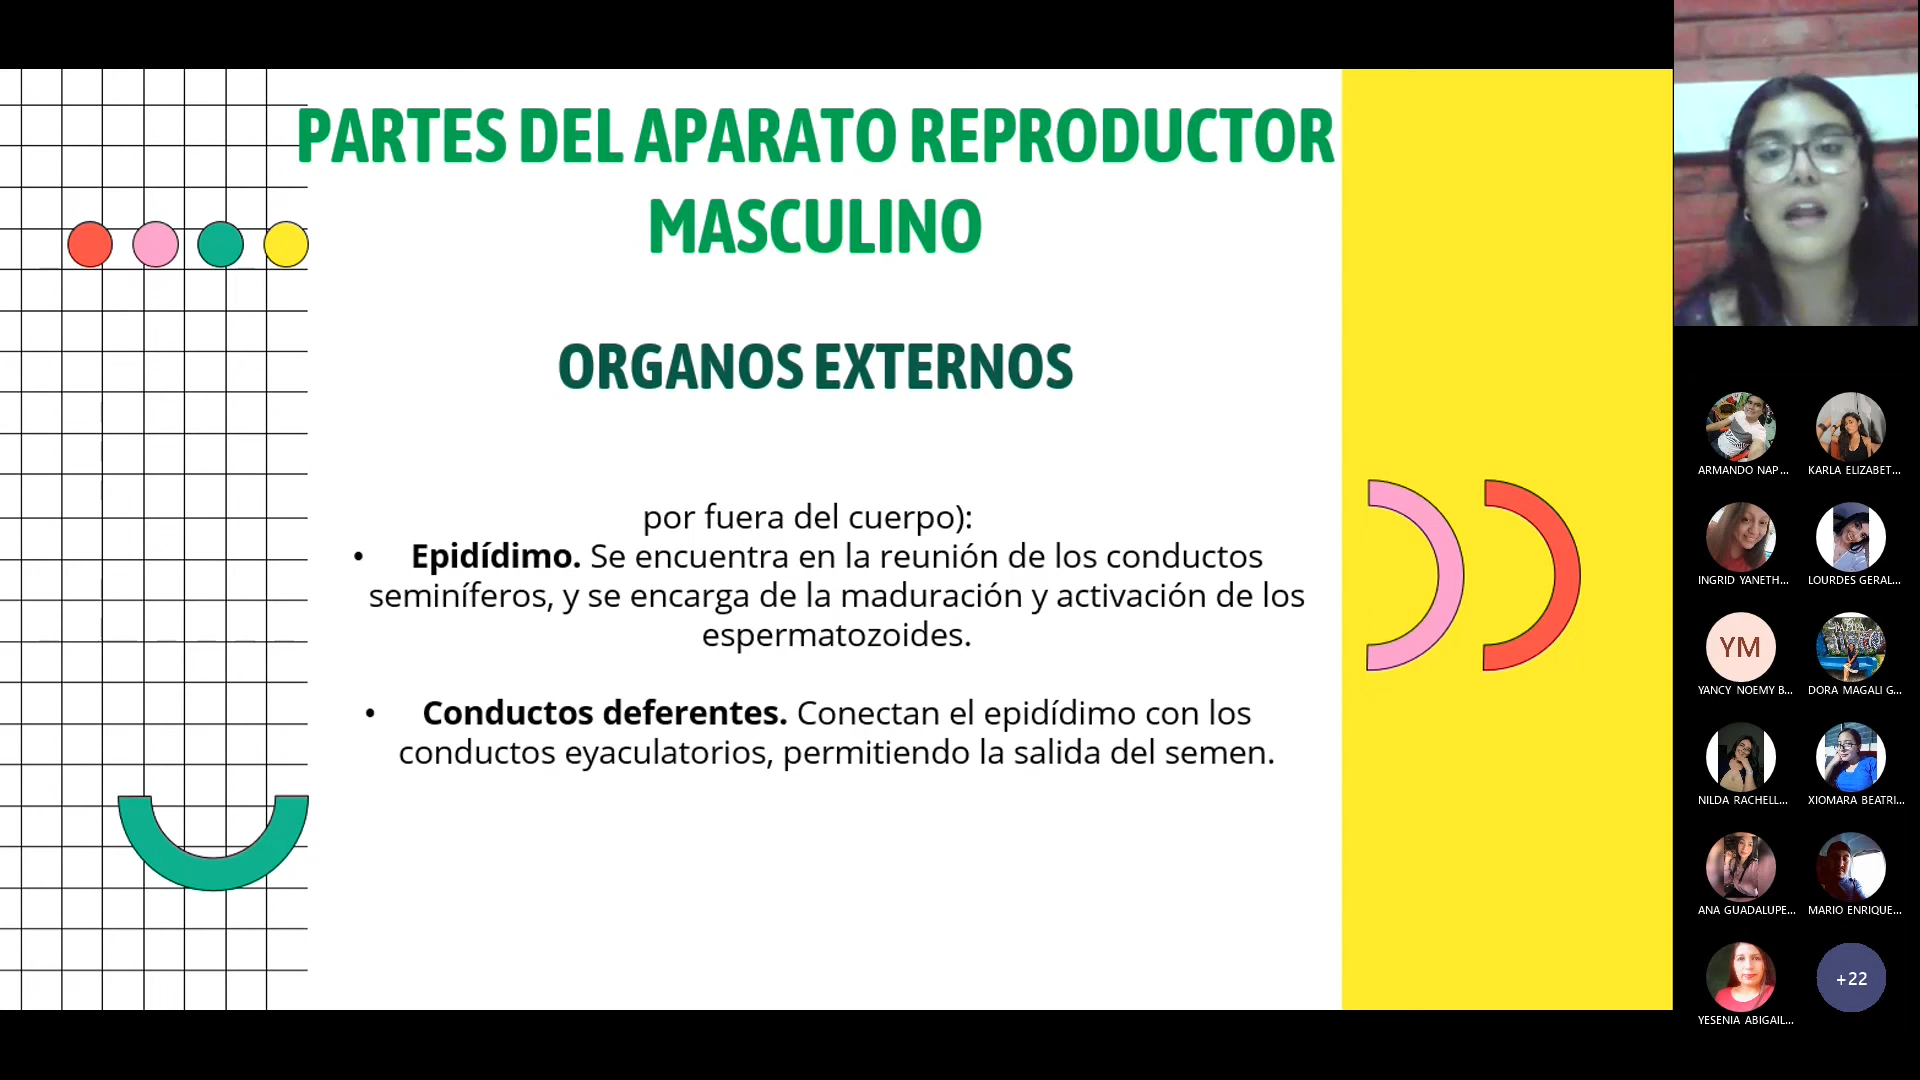 PARTES DEL APARATO REPRODUCTOR
MASCULINO
ORGANOS EXTERNOS
por fuera del cuerpo):
• Epidídimo. Se encuentra en la reunión de los conductos
seminíferos, y se encarga de la maduración y activación de los
espermatozoides.
• Conductos deferentes. Conectan el epidídimo con los
conductos eyaculatorios, permitiendo la salida del semen.
ARMANDO NAP...
KARLA ELIZABET...
INGRID YANETH...
LOURDES GERAL...
YM
YANCY NOEMY B...
DORA MAGALI G...
NILDA RACHELL...
XIOMARA BEATRI...
ANA GUADALUPE...
MARIO ENRIQUE...
YESENIA ABIGAIL...
+22